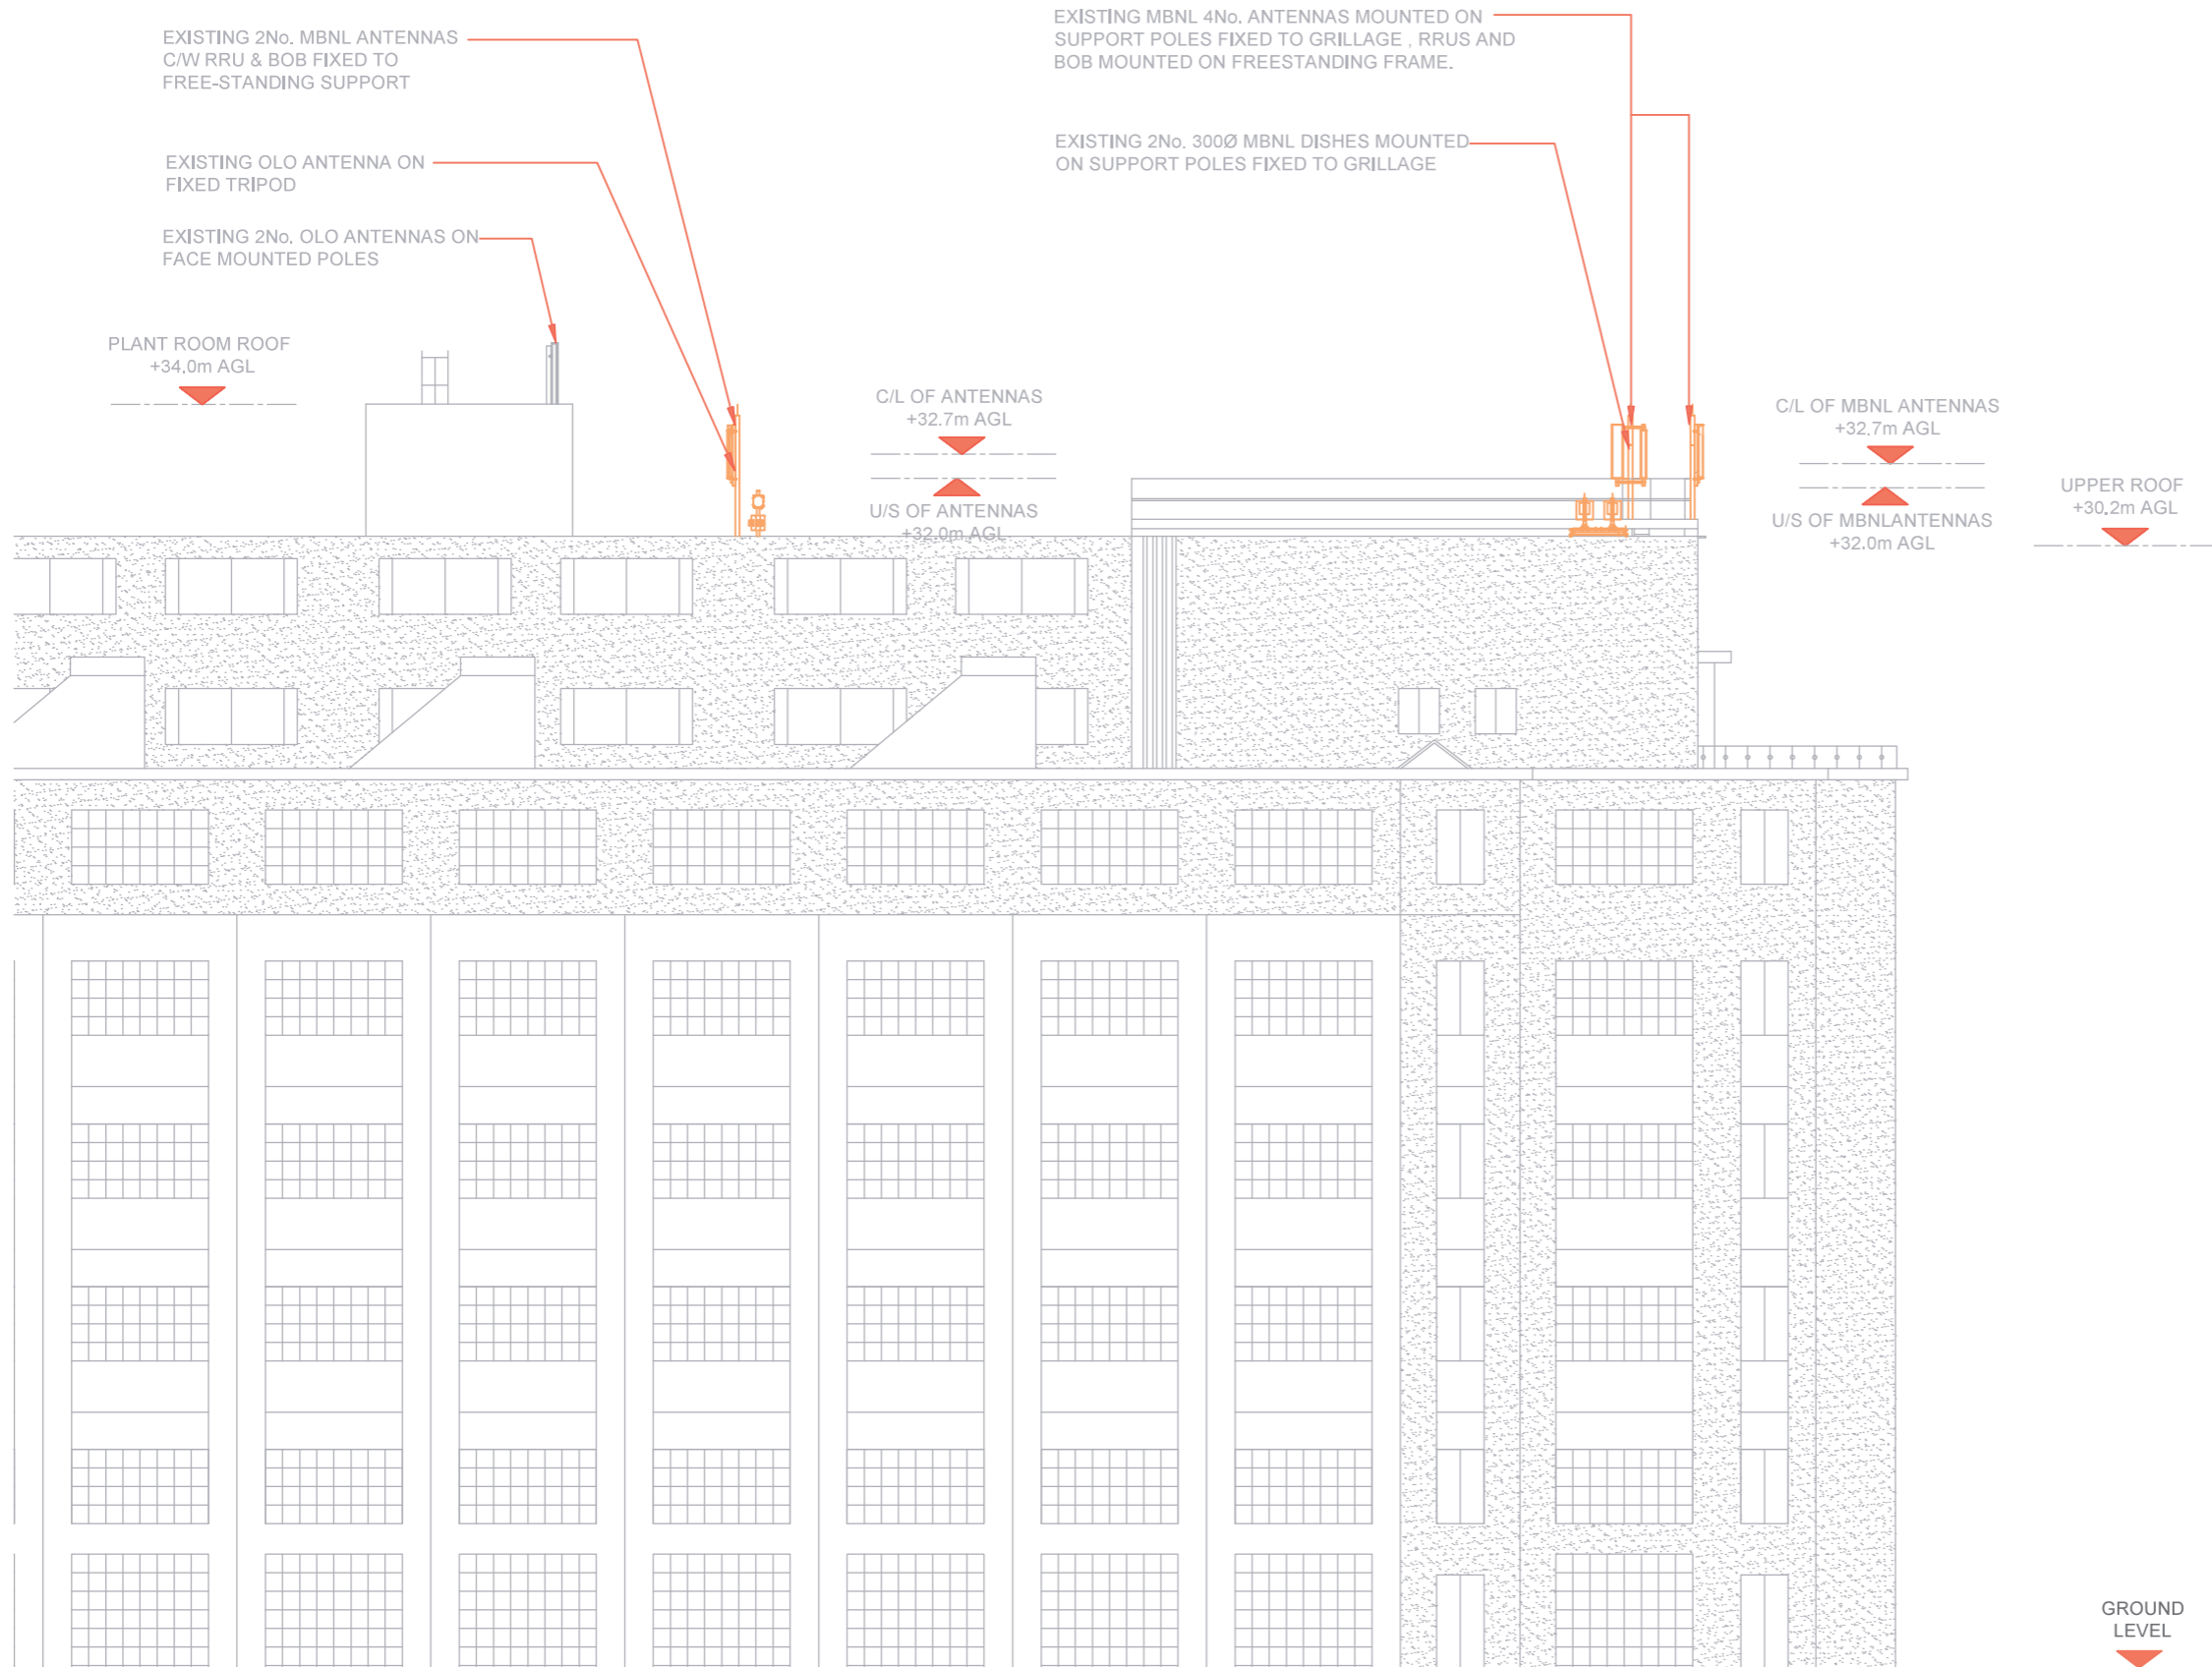 EXISTING 2No. MBNL ANTENNAS
C/W RRU & BOB FIXED TO
FREE-STANDING SUPPORT
EXISTING OLO ANTENNA ON
FIXED TRIPOD
EXISTING 2No. OLO ANTENNAS ON
FACE MOUNTED POLES
PLANT ROOM ROOF
+34.0m AGL
EXISTING MBNL 4No. ANTENNAS MOUNTED ON
SUPPORT POLES FIXED TO GRILLAGE , RRUS AND
BOB MOUNTED ON FREESTANDING FRAME.
EXISTING 2No. 300Ø MBNL DISHES MOUNTED
ON SUPPORT POLES FIXED TO GRILLAGE
C/L OF ANTENNAS
+32.7m AGL
U/S OF ANTENNAS
+32.0m AGL
C/L OF MBNL ANTENNAS
+32.7m AGL
U/S OF MBNLANTENNAS
+32.0m AGL
UPPER ROOF
+30.2m AGL
GROUND
LEVEL